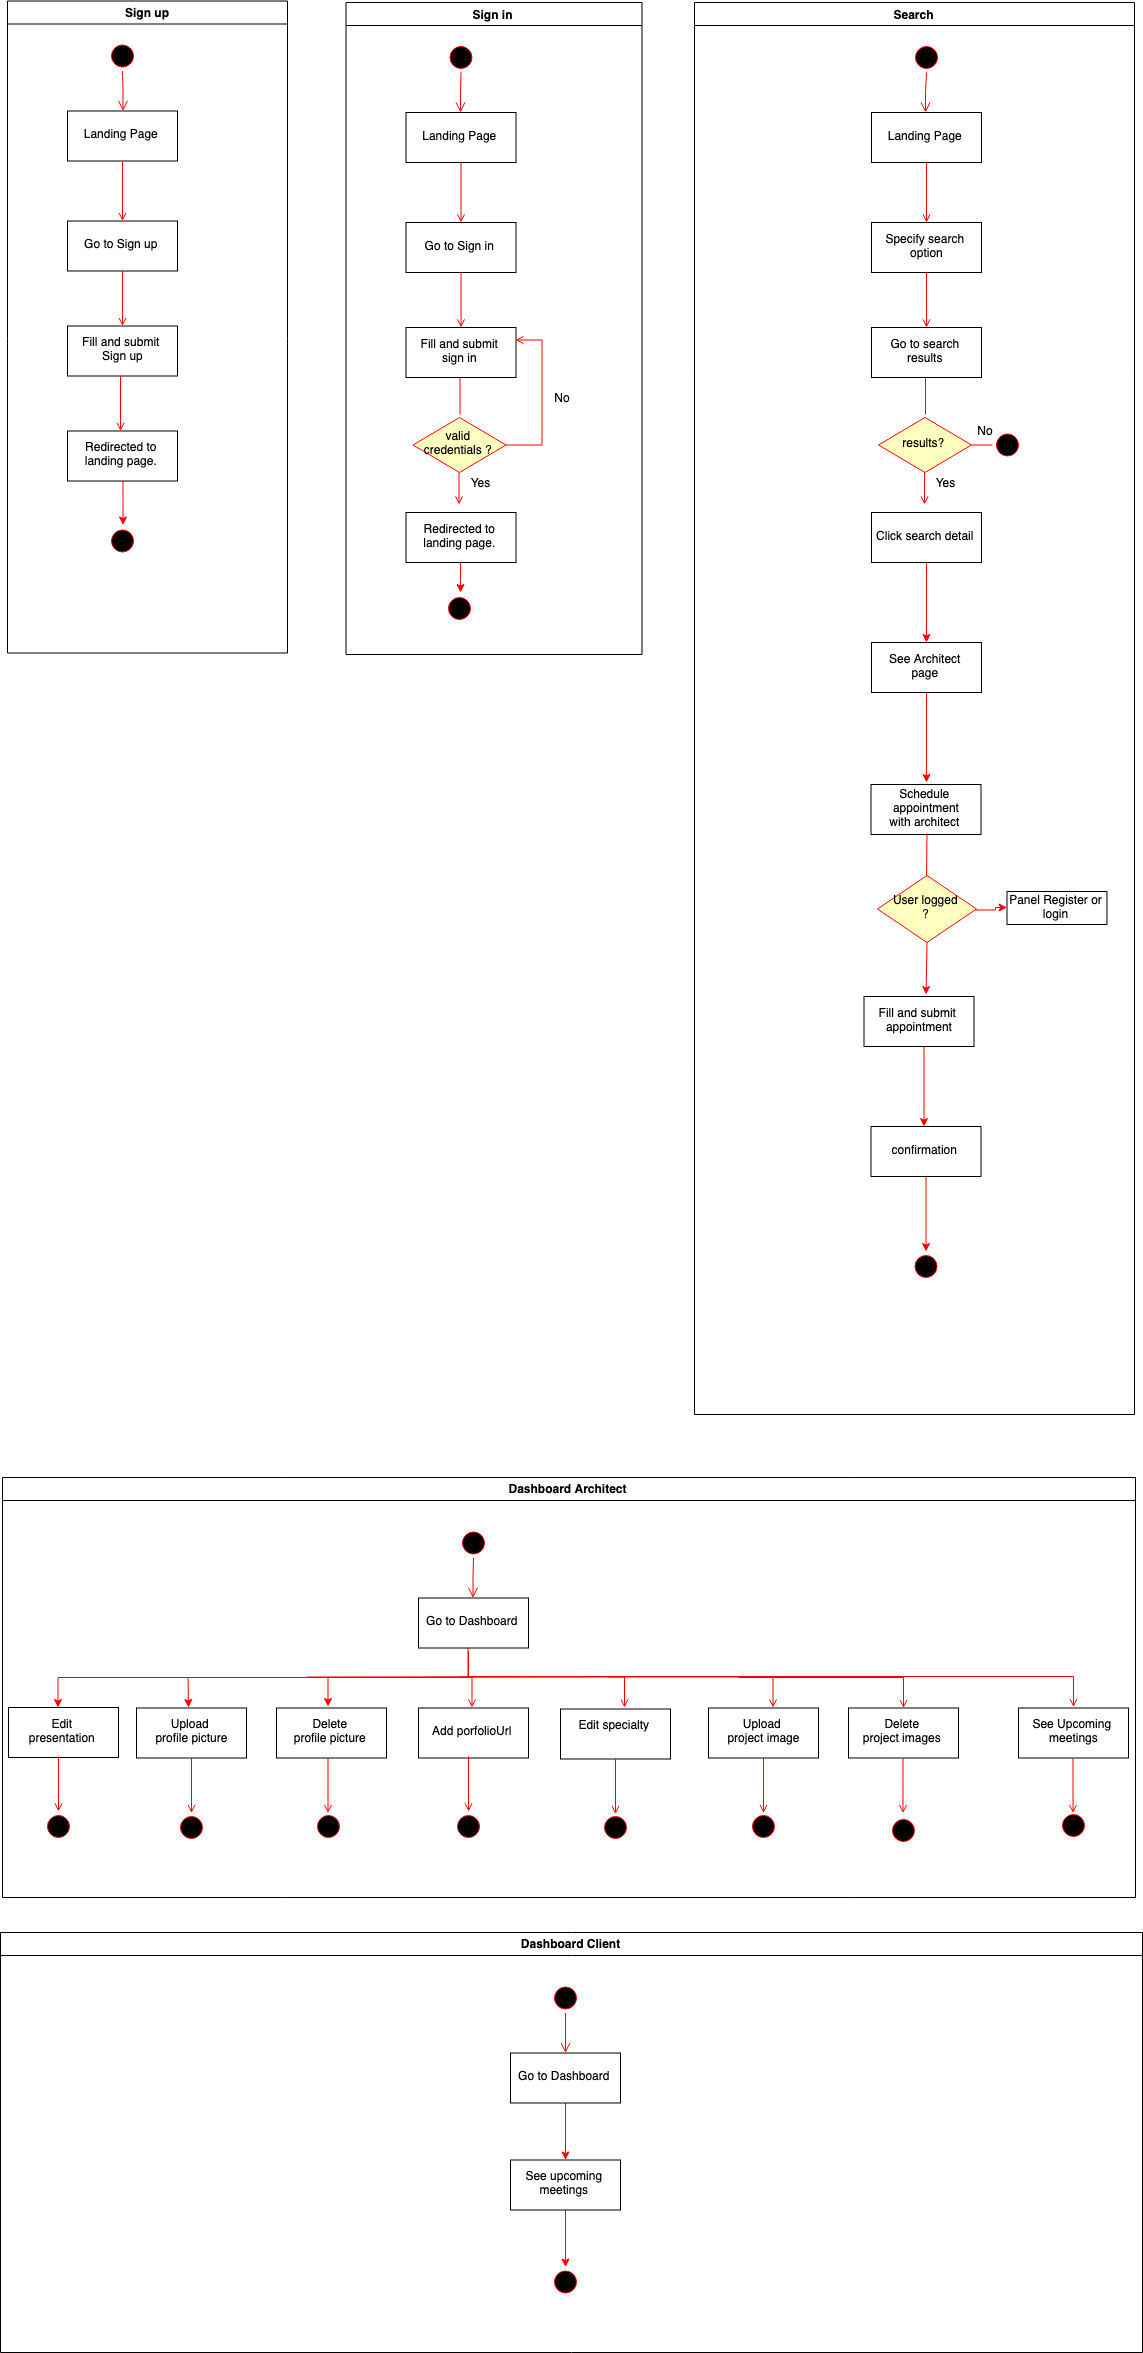 Sign up
Landing Page
Go to Sign up
Fill and submit
Sign up
Redirected to
landing page.
Sign in
Landing Page
Go to Sign in
Fill and submit
sign in
No
valid
credentials ?
Yes
Redirected to
landing page.
Search
Landing Page
Specify search
option
Go to search
results
results?
No
Yes
Click search detail
See Architect
page
Schedule
appointment
with architect
User logged
?
Panel Register or
login
Fill and submit
appointment
confirmation
Dashboard Architect
Go to Dashboard
Edit
presentation
Upload
profile picture
Delete
profile picture
Add porfolioUrl
Edit specialty
Upload
project image
Delete
project images
See Upcoming
meetings
Dashboard Client
Go to Dashboard
See upcoming
meetings